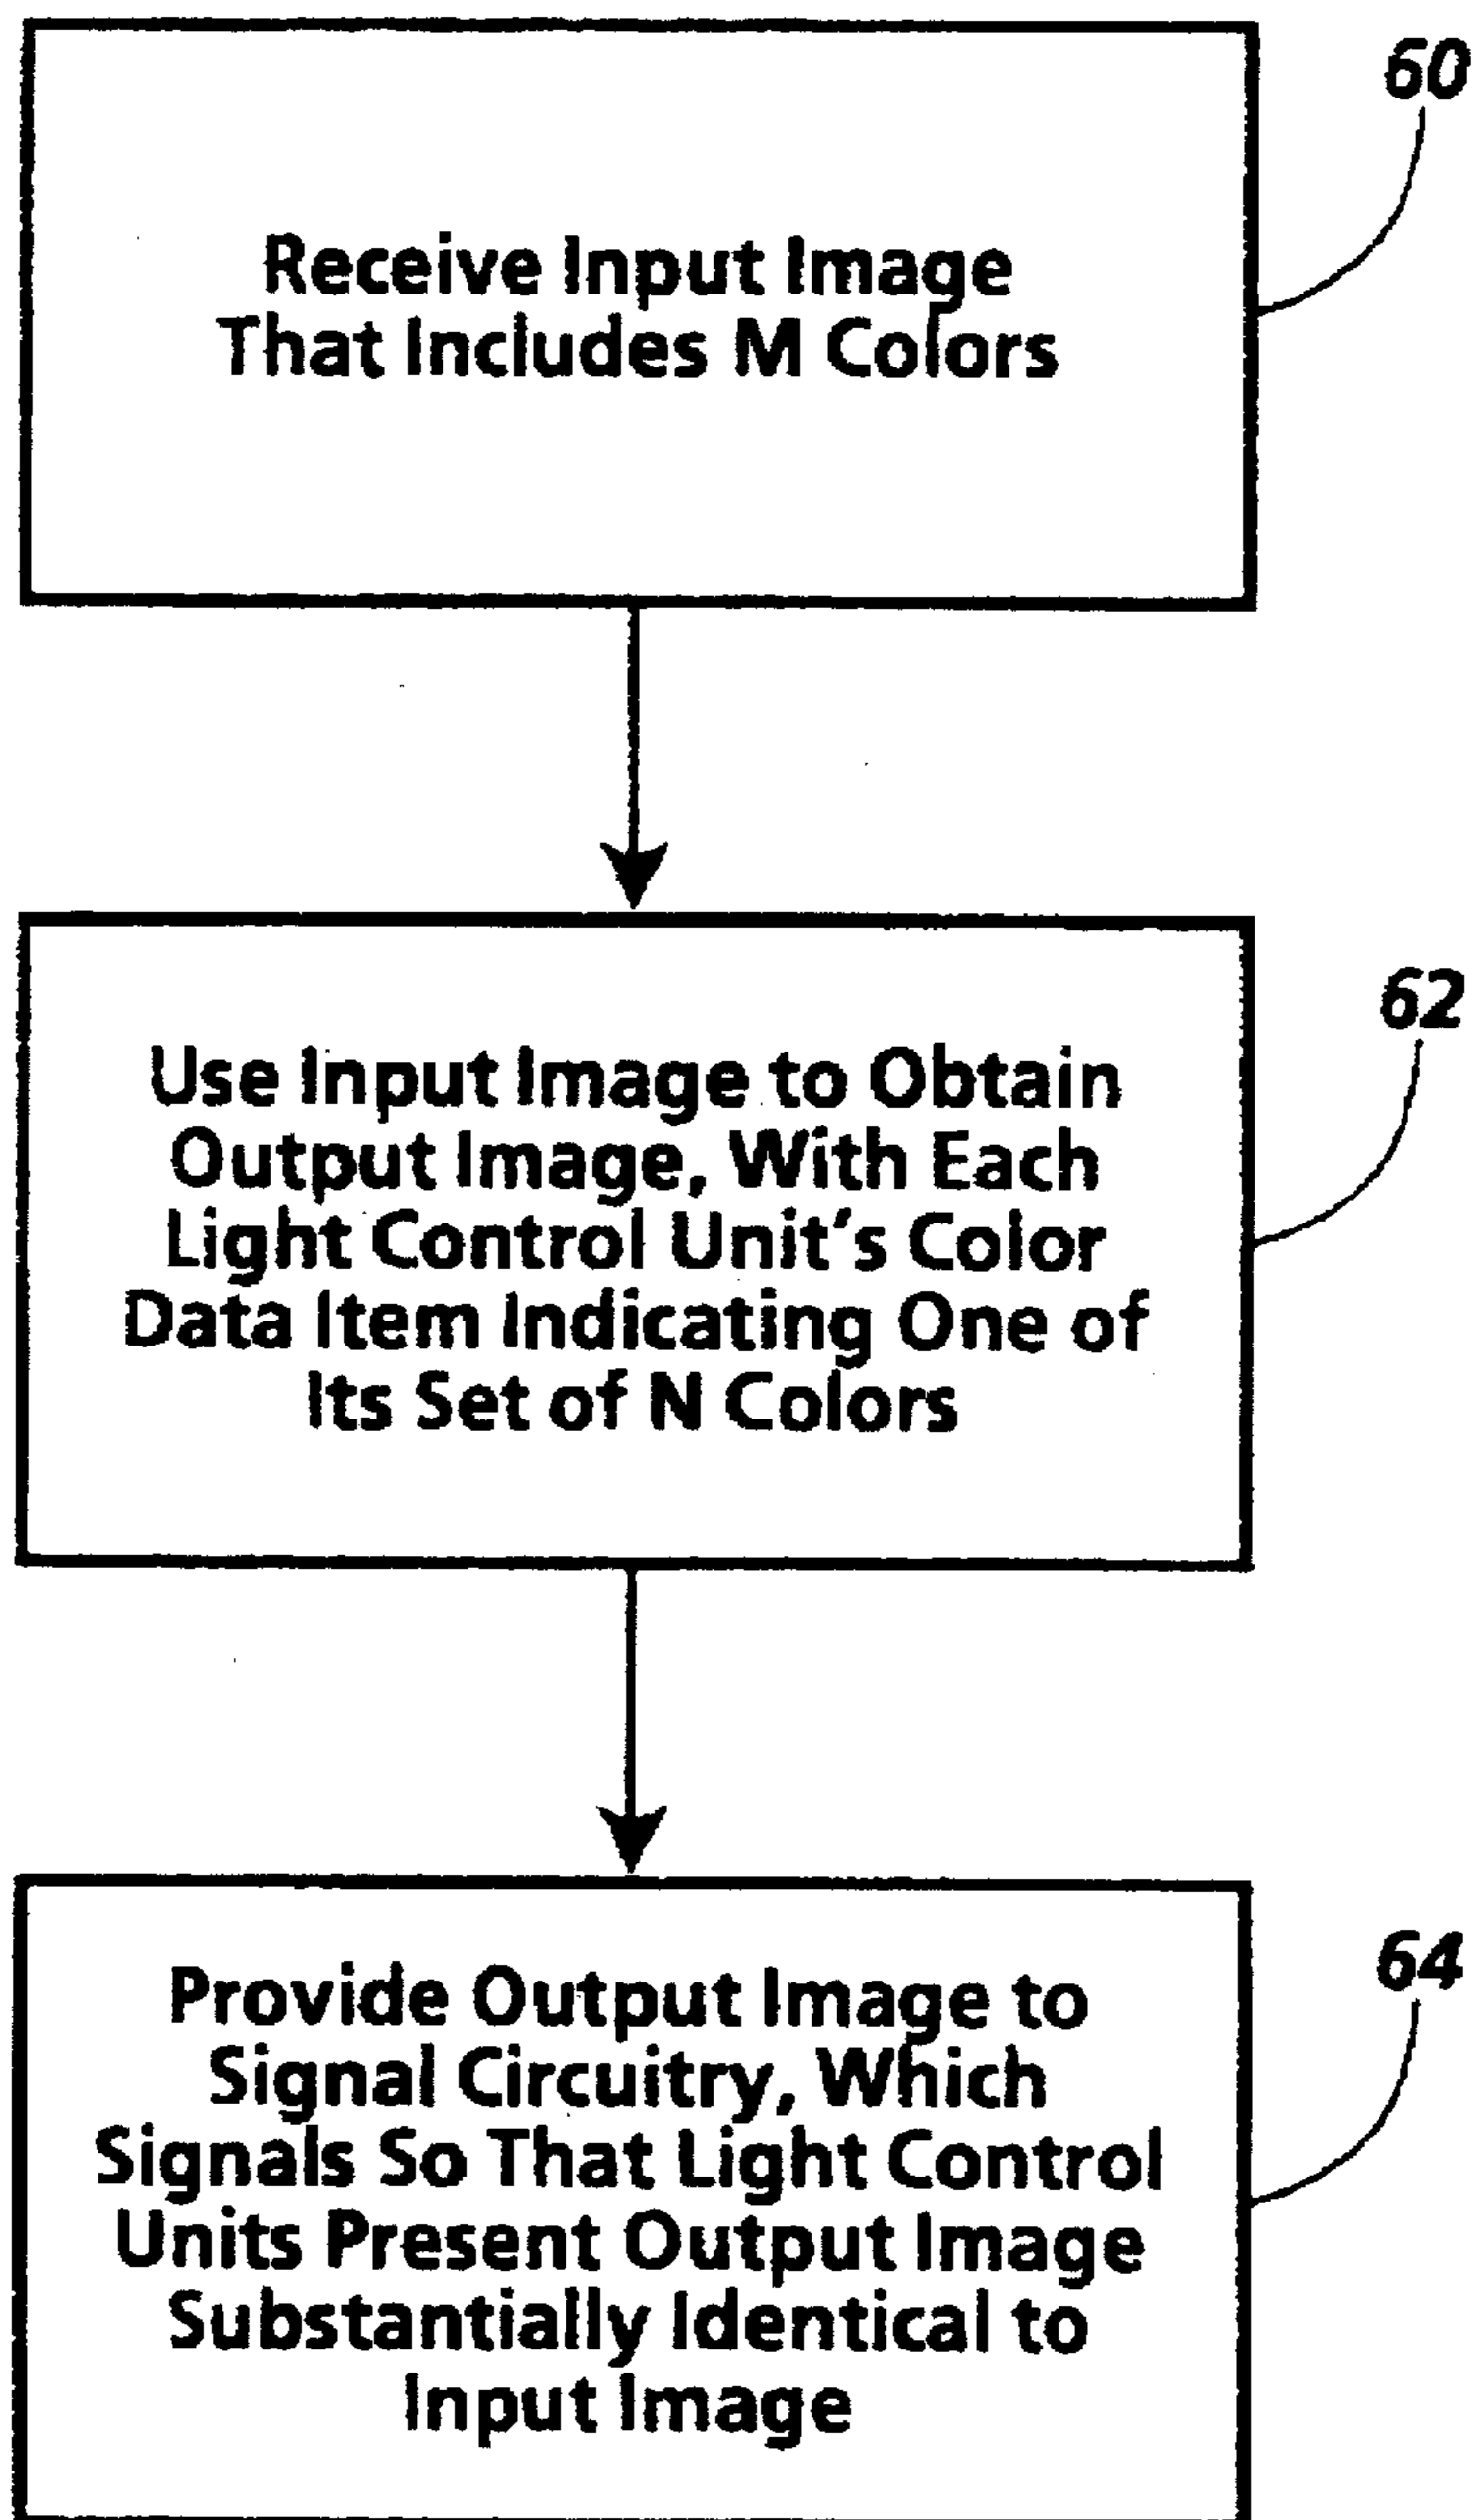 60
Receive Input Image
That Includes M Colors
62
Use Input Image to Obtain
Output Image, With Each
Light Control Unit's Color
Data Item Indicating One of
Its Set of N Colors
64
Provide Output Image to
Signal Circuitry, Which
Signals So That Light Control
Units Present Output Image
Substantially Identical to
Input Image